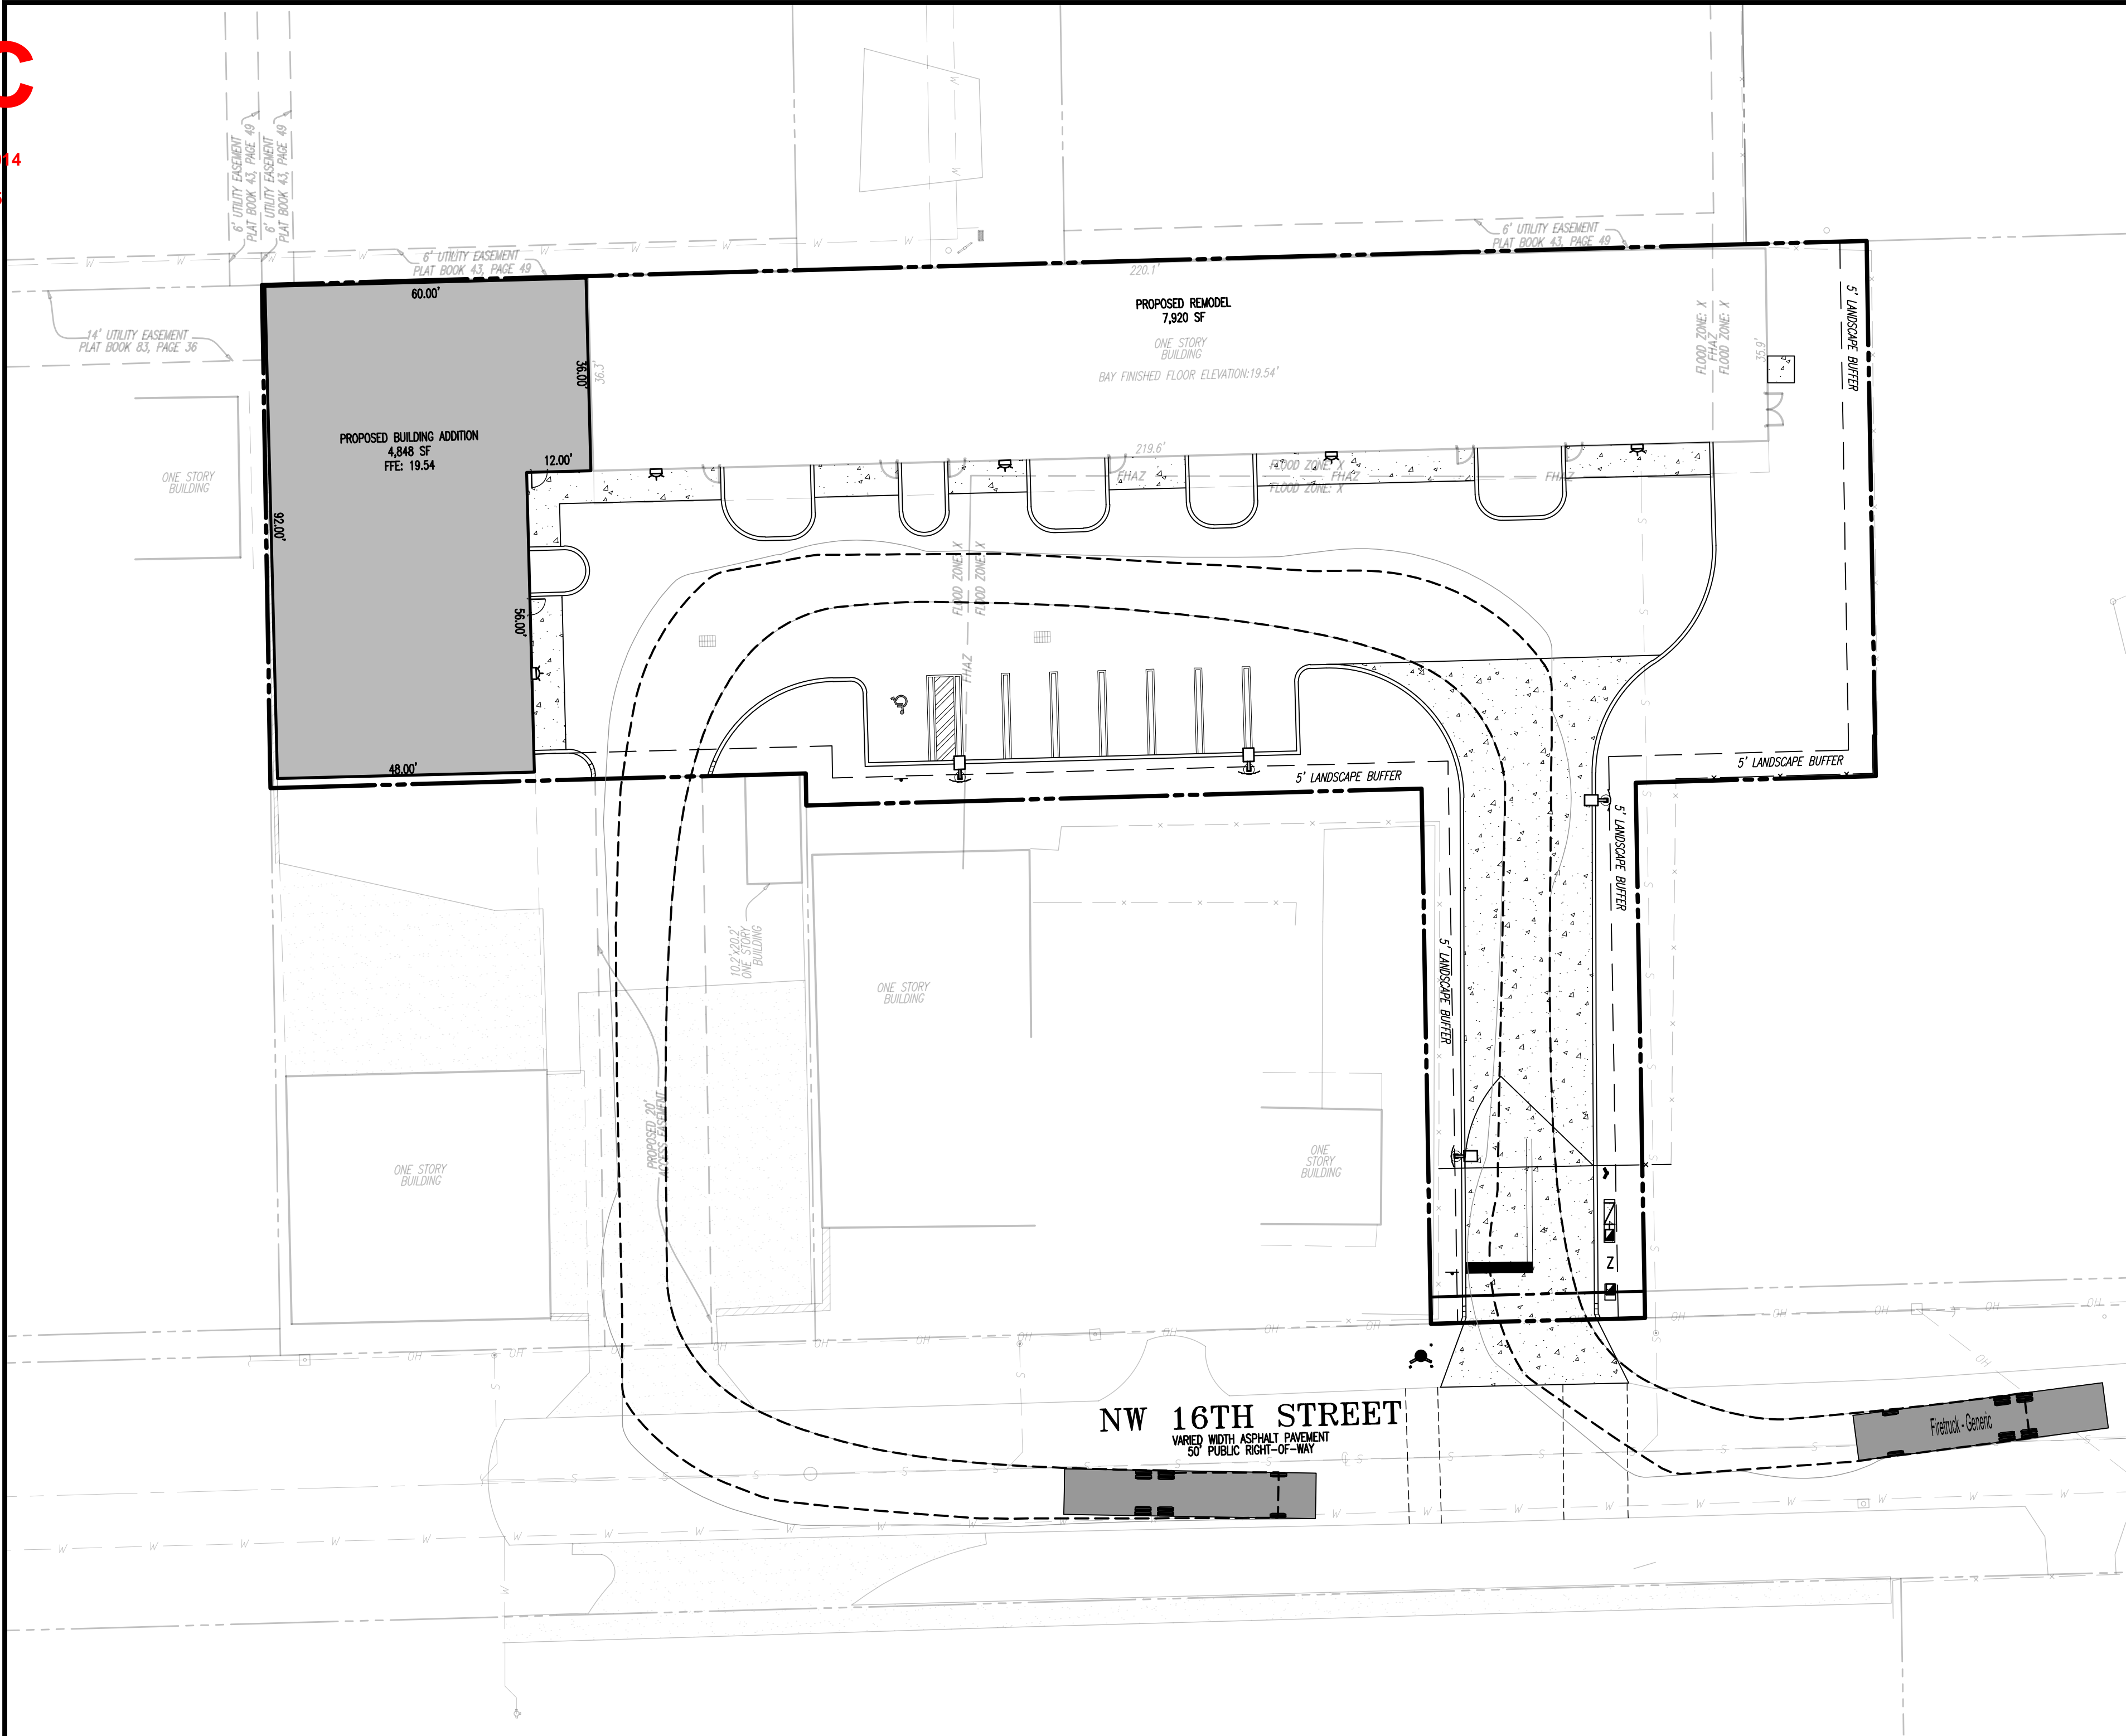 C
014
6' UTILITY EASEMENT
PLAT BOOK 43, PAGE 49
6' UTILITY EASEMENT
PLAT BOOK 43, PAGE 49
6' UTILITY EASEMENT
PLAT BOOK 43, PAGE 49
6' UTILITY EASEMENT
PLAT BOOK 43, PAGE 49
14' UTILITY EASEMENT
PLAT BOOK 83, PAGE 36
60.00'
220.1'
PROPOSED REMODEL
7,920 SF
ONE STORY
BUILDING
BAY FINISHED FLOOR ELEVATION:19.54'
FLOOD ZONE: X
FHAZ
FLOOD ZONE: X
35.9'
5' LANDSCAPE BUFFER
36.00'
36.3'
PROPOSED BUILDING ADDITION
4,848 SF
FFE: 19.54
12.00'
219.6'
ONE STORY
BUILDING
92.00'
FHAZ
FLOOD ZONE: X
FLOOD ZONE: X
FHAZ
FHAZ
FLOOD ZONE: X
FLOOD ZONE: X
FHAZ
56.00'
48.00'
5' LANDSCAPE BUFFER
5' LANDSCAPE BUFFER
5' LANDSCAPE BUFFER
5' LANDSCAPE BUFFER
10.2'x20.2'
ONE STORY
BUILDING
ONE STORY
BUILDING
PROPOSED 20'
ACCESS EASEMENT
ONE STORY
BUILDING
ONE
STORY
BUILDING
Z
NW 16TH STREET
VARIED WIDTH ASPHALT PAVEMENT
50' PUBLIC RIGHT-OF-WAY
Firetruck - Generic